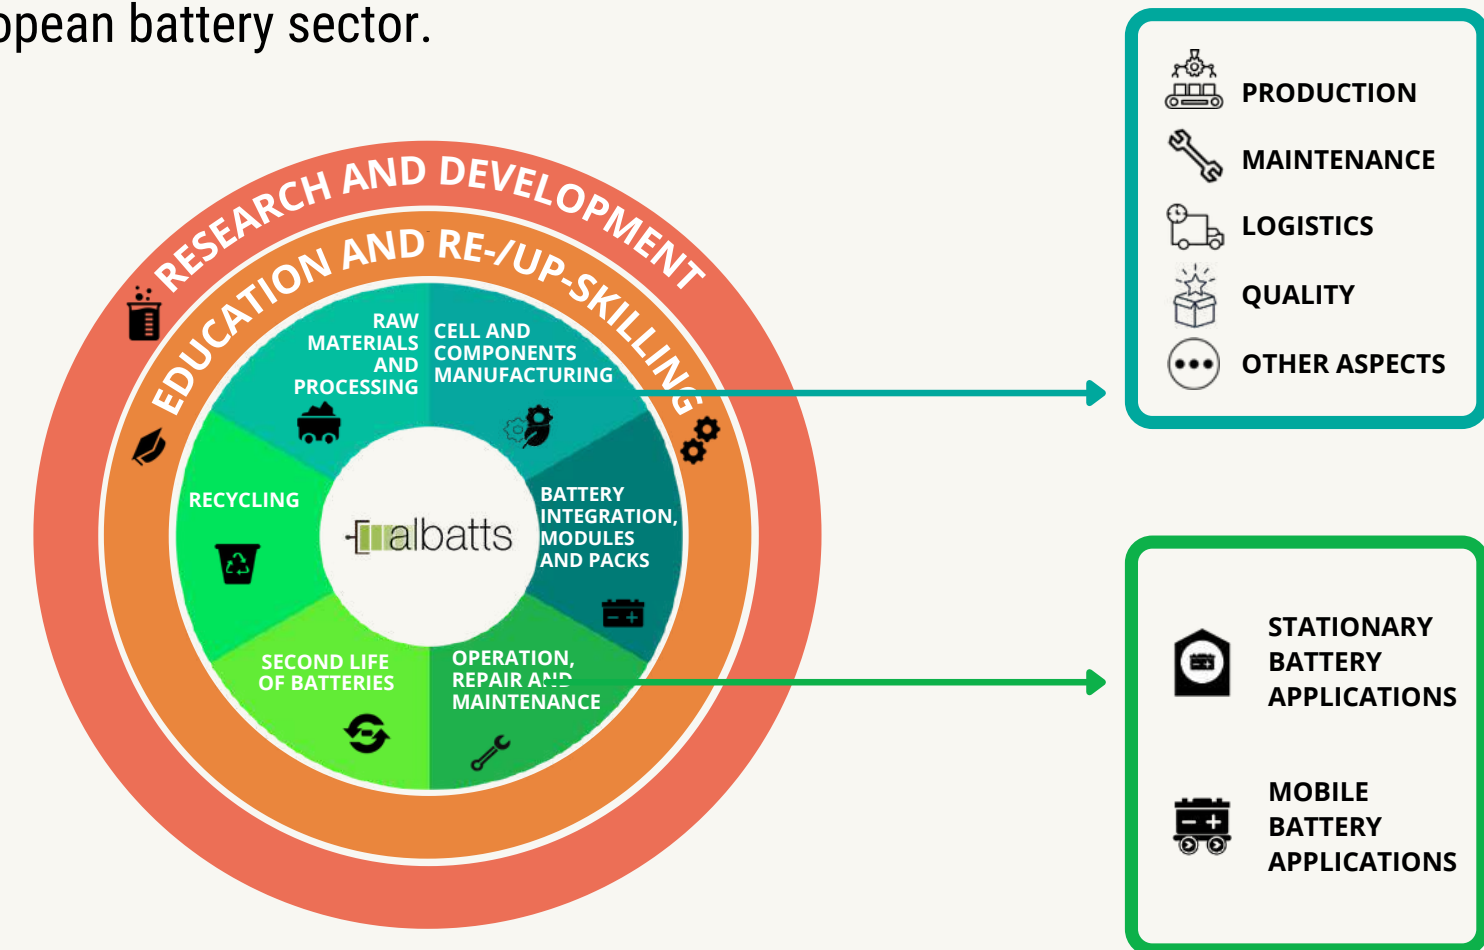 opean battery sector.
RESEARCH AND DEVELOPMENT
EDUCATION AND RE-/UP-SKILLING
RAW
MATERIALS
AND
PROCESSING
CELL AND
COMPONENTS
MANUFACTURING
BATTERY
INTEGRATION,
MODULES
AND PACKS
OPERATION,
REPAIR AND
MAINTENANCE
SECOND LIFE
OF BATTERIES
RECYCLING
albatts
PRODUCTION
MAINTENANCE
LOGISTICS
QUALITY
OTHER ASPECTS
STATIONARY
BATTERY
APPLICATIONS
MOBILE
BATTERY
APPLICATIONS